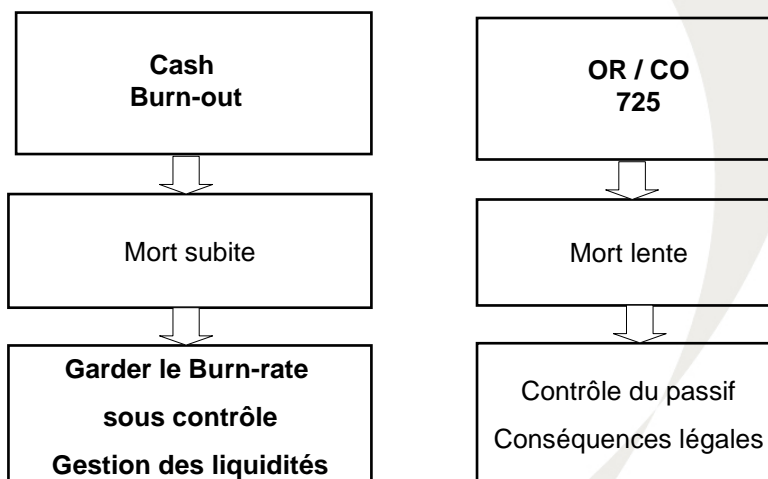 Cash
Burn-out
Mort subite
Garder le Burn-rate
sous contrôle
Gestion des liquidités
OR / CO
725
Mort lente
Contrôle du passif
Conséquences légales